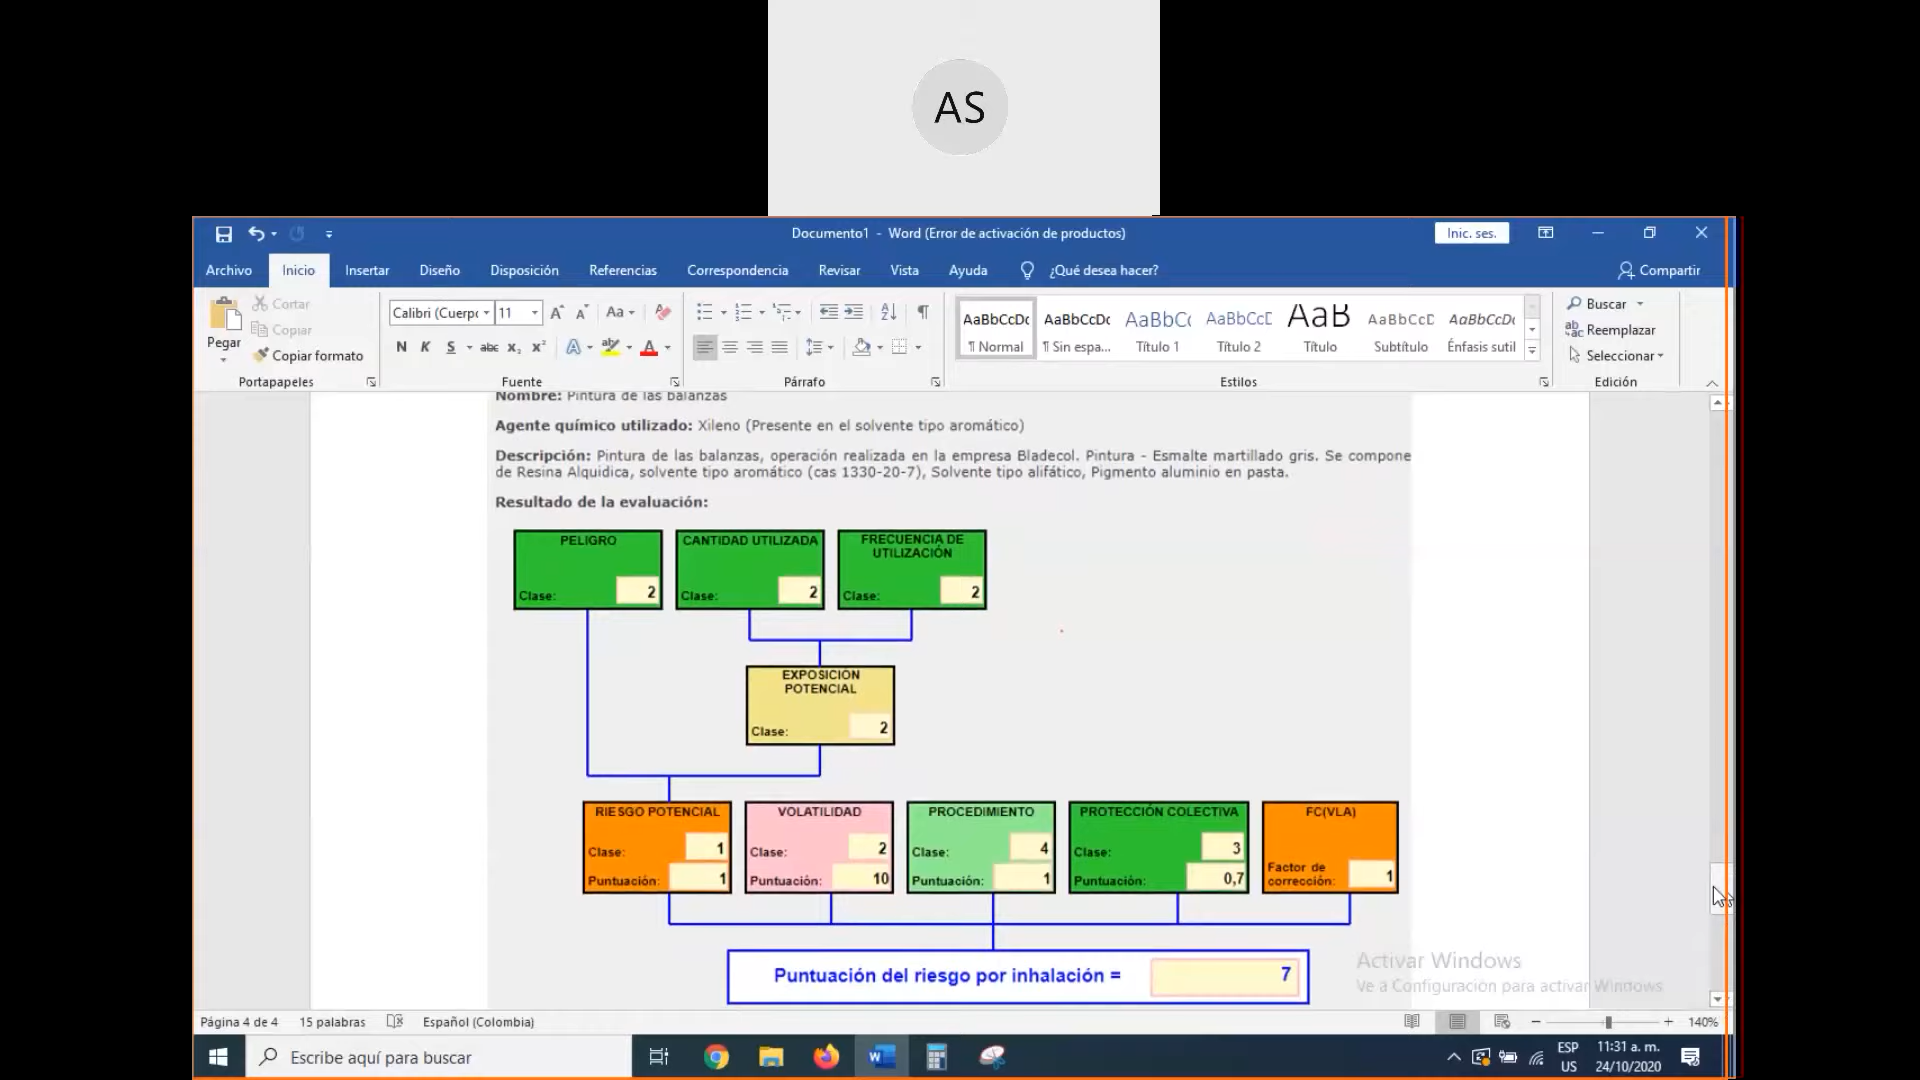 AS
Documento1 - Word (Error de activación de productos)
Inic. ses.
Archivo Inicio Insertar Diseño Disposición Referencias Correspondencia Revisar Vista Ayuda ¿Qué desea hacer? Compartir
Pegar
Cortar
Copiar
Copiar formato
Portapapeles
Calibri (Cuerpo 11
Aa
N K S abc x₂ x²
A aby A
Fuente
Párrafo
AaBbCcDc AaBbCcDc AaBbC( AaBbCcD AaB AaBbCcD AaBbCcDc
¶ Normal ¶ Sin espa... Título 1 Título 2 Título Subtítulo Énfasis sutil
Estilos
Buscar
Reemplazar
Seleccionar
Edición
Nombre: Pintura de las balanzas
Agente químico utilizado: Xileno (Presente en el solvente tipo aromático)
Descripción: Pintura de las balanzas, operación realizada en la empresa Bladecol. Pintura - Esmalte martillado gris. Se compone
de Resina Alquidica, solvente tipo aromático (cas 1330-20-7), Solvente tipo alifático, Pigmento aluminio en pasta.
Resultado de la evaluación:
PELIGRO
Clase: 2
CANTIDAD UTILIZADA
Clase: 2
FRECUENCIA DE
UTILIZACIÓN
Clase: 2
EXPOSICIÓN
POTENCIAL
Clase: 2
RIESGO POTENCIAL
Clase: 1
Puntuación: 1
VOLATILIDAD
Clase: 2
Puntuación: 10
PROCEDIMIENTO
Clase: 4
Puntuación: 1
PROTECCIÓN COLECTIVA
Clase: 3
Puntuación: 0,7
FC(VLA)
Factor de
corrección: 1
Puntuación del riesgo por inhalación = 7
Activar Windows
Ve a Configuración para activar Windows
Página 4 de 4 15 palabras Español (Colombia) 140%
Escribe aquí para buscar
ESP
US
11:31 a. m.
24/10/2020